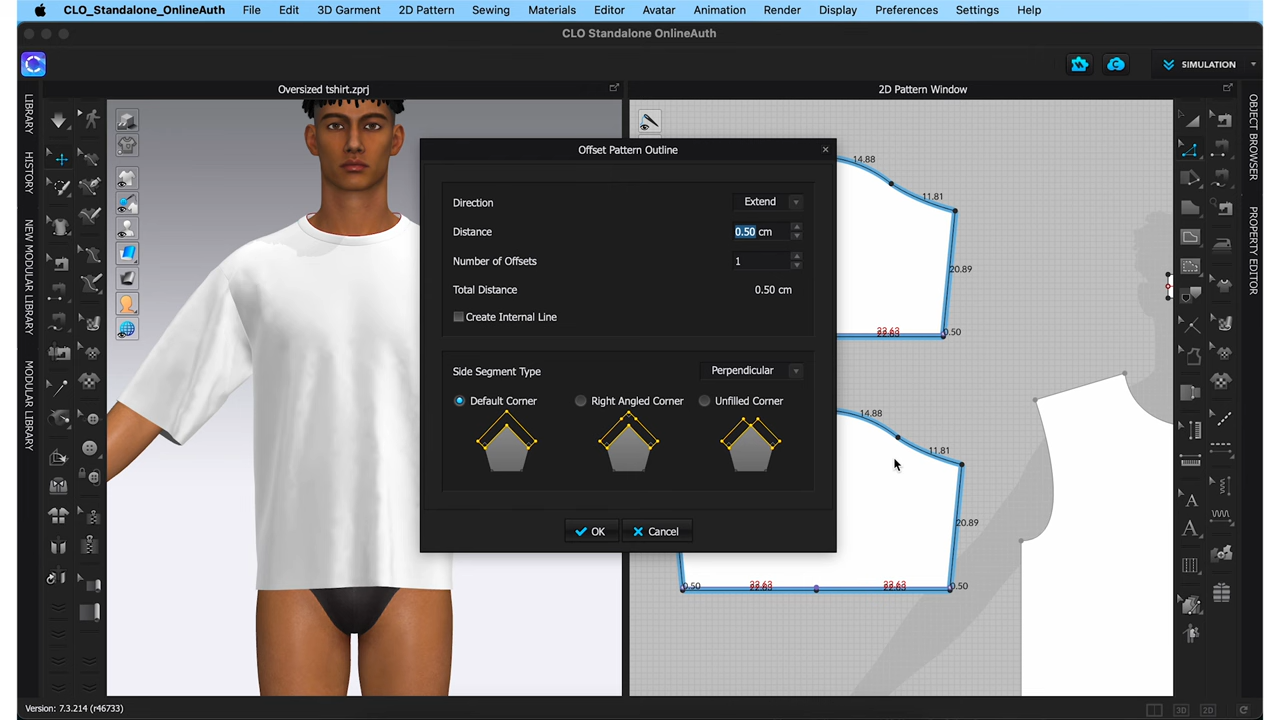 CLO_Standalone_OnlineAuth File Edit 3D Garment 2D Pattern Sewing Materials Editor Avatar Animation Render Display Preferences Settings Help
CLO Standalone OnlineAuth
SIMULATION
Oversized tshirt.zprj
2D Pattern Window
LIBRARY
HISTORY
NEW MODULAR LIBRARY
MODULAR LIBRARY
OBJECT BROWSER
PROPERTY EDITOR
Offset Pattern Outline
Direction Extend
Distance 0.50 cm
Number of Offsets 1
Total Distance 0.50 cm
Create Internal Line
Side Segment Type Perpendicular
Default Corner Right Angled Corner Unfilled Corner
OK Cancel
14.88
11.81
20.89
0.50
14.88
11.81
20.89
0.50 0.50
Version: 7.3.214 (r46733)
3D 2D